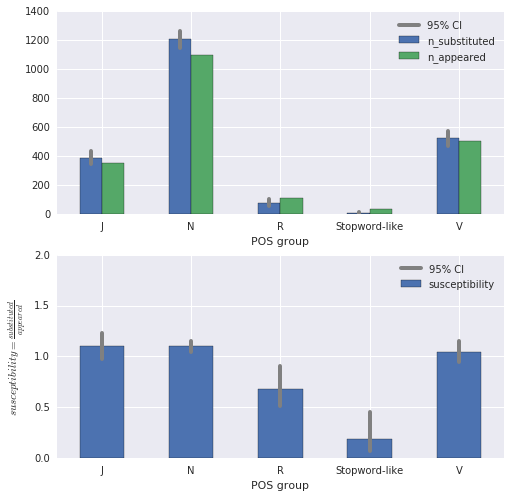 1400
1200
1000
800
600
400
200
0
95% CI
n_substituted
n_appeared
J N R Stopword-like V
POS group
2.0
1.5
1.0
0.5
0.0
susceptibility = substituted/appeared
95% CI
susceptibility
J N R Stopword-like V
POS group